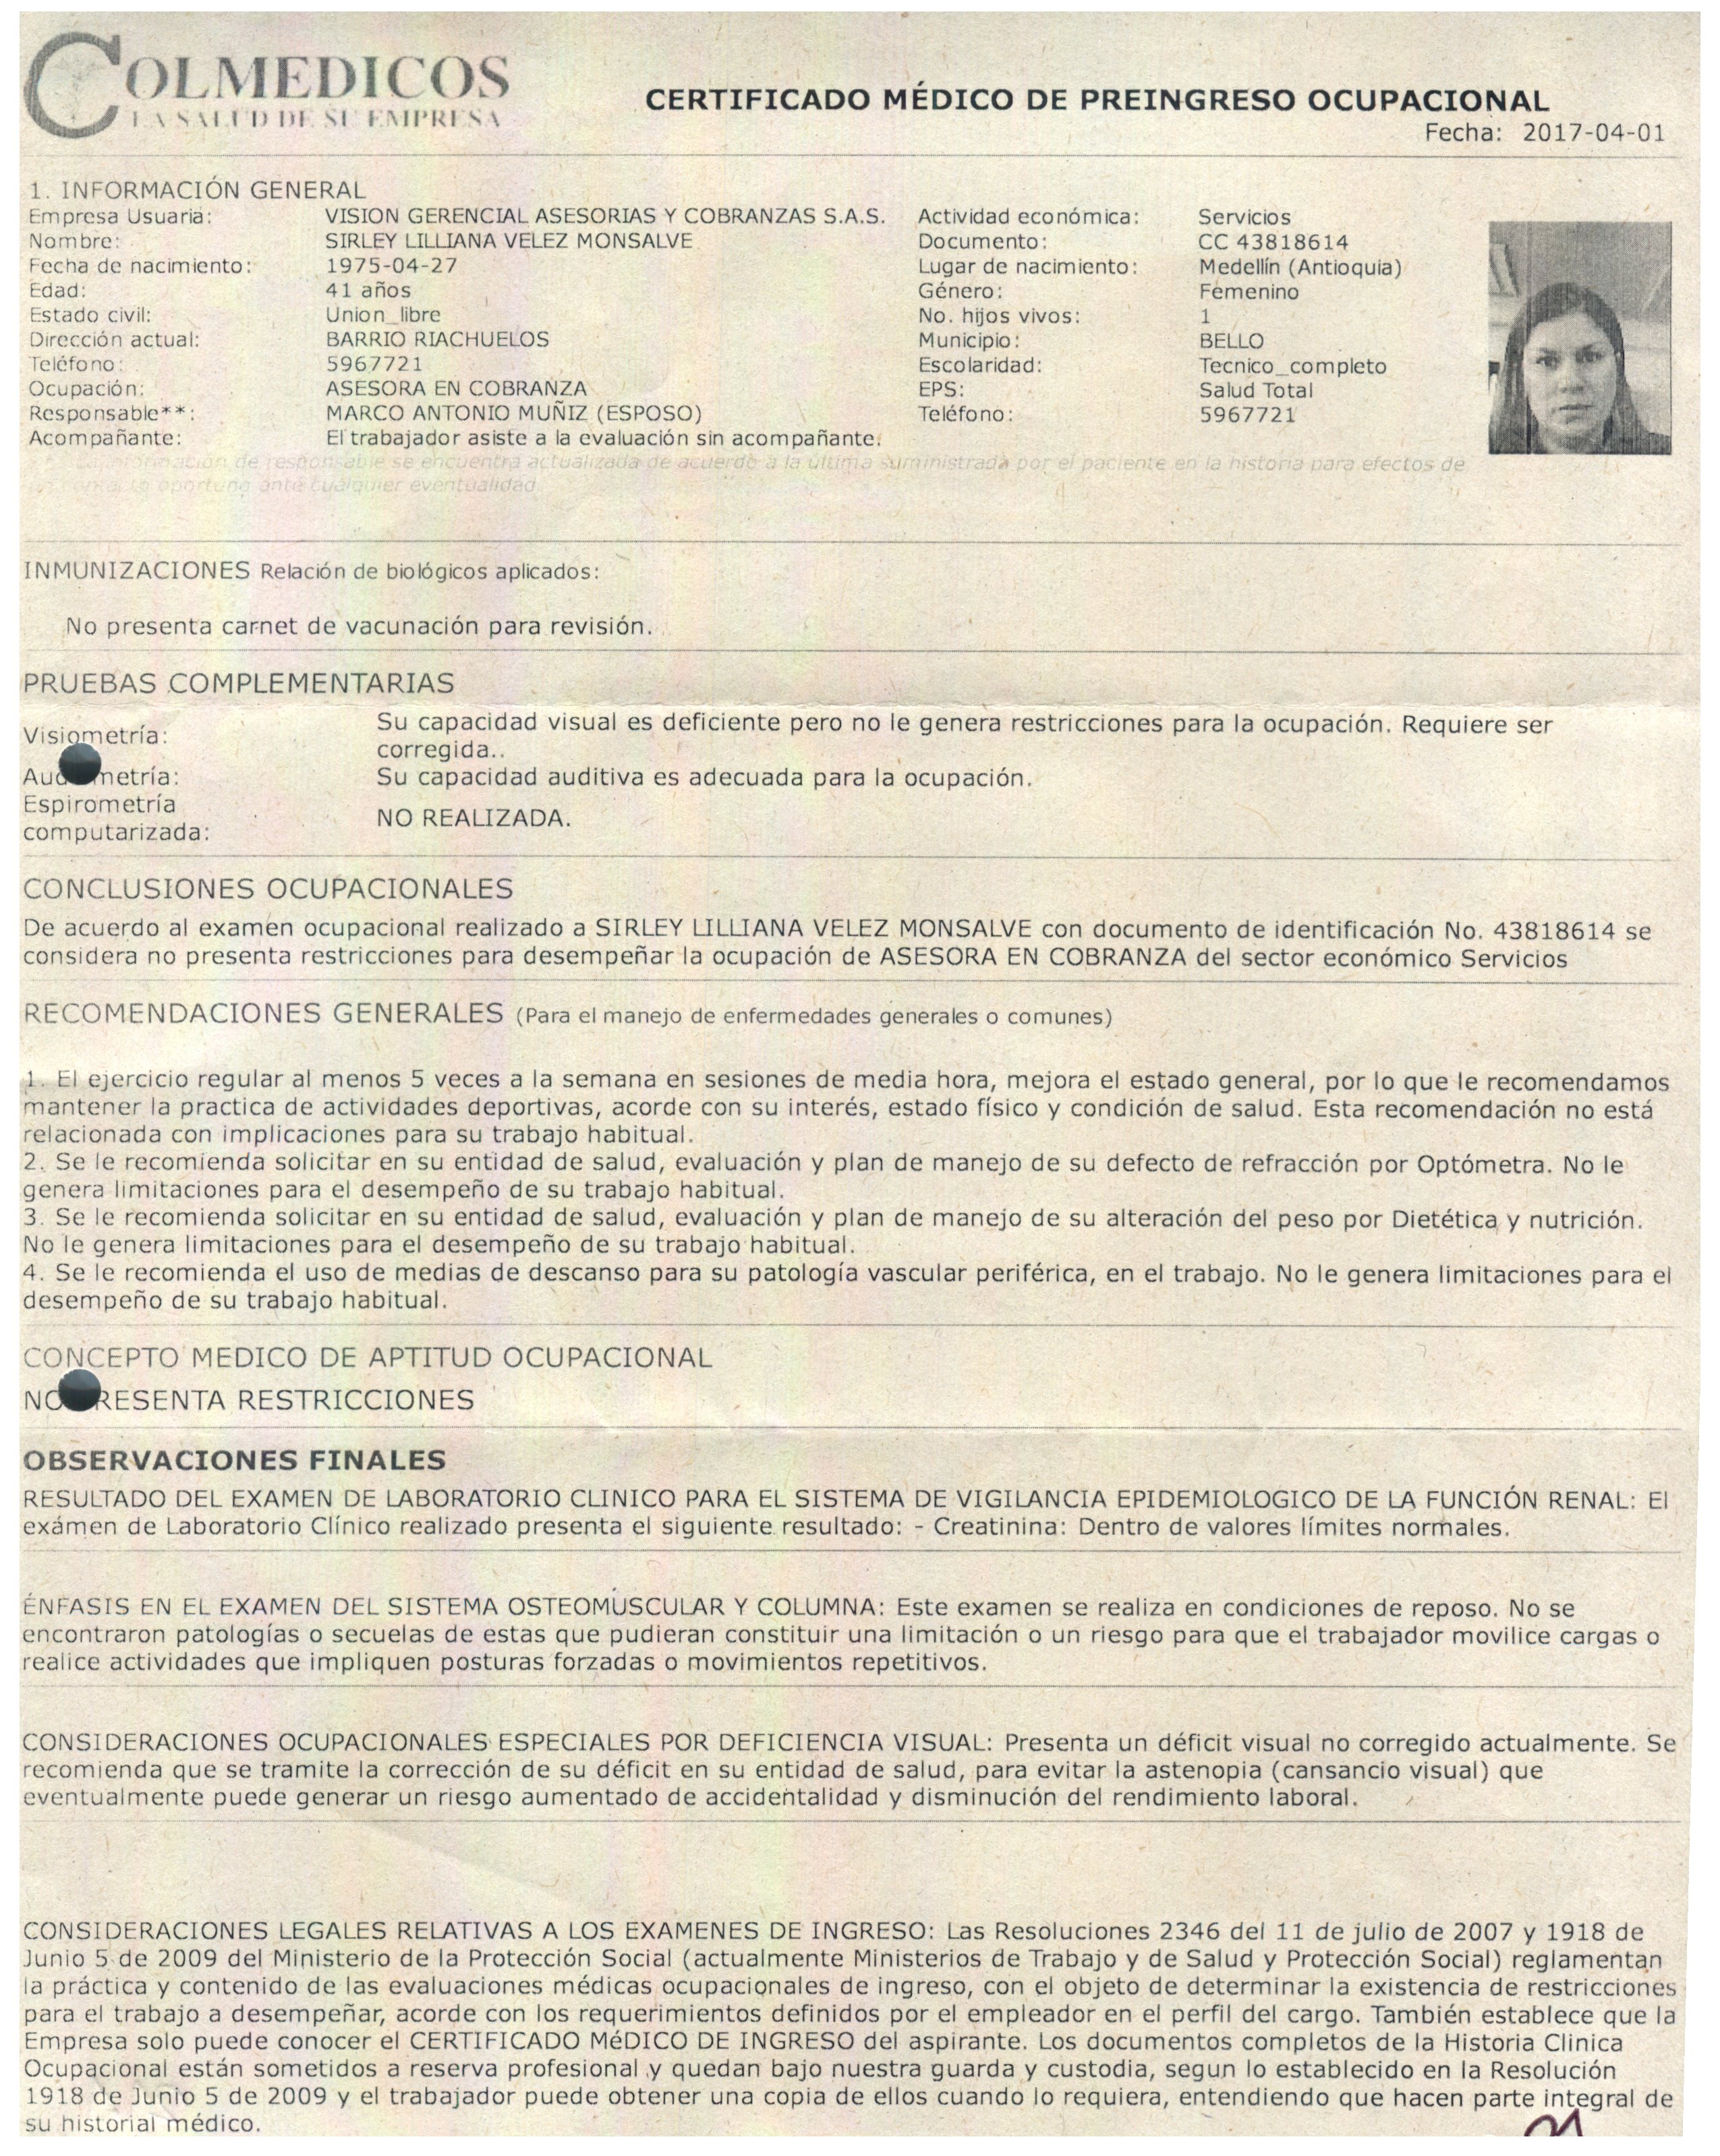 COLMEDICOS
LA SALUD DE SU EMPRESA
CERTIFICADO MÉDICO DE PREINGRESO OCUPACIONAL
Fecha: 2017-04-01
1. INFORMACIÓN GENERAL
Empresa Usuaria: VISION GERENCIAL ASESORIAS Y COBRANZAS S.A.S. Actividad económica: Servicios
Nombre: SIRLEY LILLIANA VELEZ MONSALVE Documento: CC 43818614
Fecha de nacimiento: 1975-04-27 Lugar de nacimiento: Medellín (Antioquia)
Edad: 41 años Género: Femenino
Estado civil: Union_libre No. hijos vivos: 1
Dirección actual: BARRIO RIACHUELOS Municipio: BELLO
Teléfono: 5967721 Escolaridad: Tecnico_completo
Ocupación: ASESORA EN COBRANZA EPS: Salud Total
Responsable**: MARCO ANTONIO MUÑIZ (ESPOSO) Teléfono: 5967721
Acompañante: El trabajador asiste a la evaluación sin acompañante.
información de responsable se encuentra actualizada de acuerdo a la última suministrada por el paciente en la historia para efectos de
oportuno ante cualquier eventualidad
INMUNIZACIONES Relación de biológicos aplicados:
No presenta carnet de vacunación para revisión.
PRUEBAS COMPLEMENTARIAS
Visiometría: Su capacidad visual es deficiente pero no le genera restricciones para la ocupación. Requiere ser
corregida..
Audiometría: Su capacidad auditiva es adecuada para la ocupación.
Espirometría
computarizada: NO REALIZADA.
CONCLUSIONES OCUPACIONALES
De acuerdo al examen ocupacional realizado a SIRLEY LILLIANA VELEZ MONSALVE con documento de identificación No. 43818614 se
considera no presenta restricciones para desempeñar la ocupación de ASESORA EN COBRANZA del sector económico Servicios
RECOMENDACIONES GENERALES (Para el manejo de enfermedades generales o comunes)
1. El ejercicio regular al menos 5 veces a la semana en sesiones de media hora, mejora el estado general, por lo que le recomendamos
mantener la practica de actividades deportivas, acorde con su interés, estado físico y condición de salud. Esta recomendación no está
relacionada con implicaciones para su trabajo habitual.
2. Se le recomienda solicitar en su entidad de salud, evaluación y plan de manejo de su defecto de refracción por Optómetra. No le
genera limitaciones para el desempeño de su trabajo habitual.
3. Se le recomienda solicitar en su entidad de salud, evaluación y plan de manejo de su alteración del peso por Dietética y nutrición.
No le genera limitaciones para el desempeño de su trabajo habitual.
4. Se le recomienda el uso de medias de descanso para su patología vascular periférica, en el trabajo. No le genera limitaciones para el
desempeño de su trabajo habitual.
CONCEPTO MEDICO DE APTITUD OCUPACIONAL
NO PRESENTA RESTRICCIONES
OBSERVACIONES FINALES
RESULTADO DEL EXAMEN DE LABORATORIO CLINICO PARA EL SISTEMA DE VIGILANCIA EPIDEMIOLOGICO DE LA FUNCIÓN RENAL: El
exámen de Laboratorio Clínico realizado presenta el siguiente resultado: - Creatinina: Dentro de valores límites normales.
ÉNFASIS EN EL EXAMEN DEL SISTEMA OSTEOMUSCULAR Y COLUMNA: Este examen se realiza en condiciones de reposo. No se
encontraron patologías o secuelas de estas que pudieran constituir una limitación o un riesgo para que el trabajador movilice cargas o
realice actividades que impliquen posturas forzadas o movimientos repetitivos.
CONSIDERACIONES OCUPACIONALES ESPECIALES POR DEFICIENCIA VISUAL: Presenta un déficit visual no corregido actualmente. Se
recomienda que se tramite la corrección de su déficit en su entidad de salud, para evitar la astenopia (cansancio visual) que
eventualmente puede generar un riesgo aumentado de accidentalidad y disminución del rendimiento laboral.
CONSIDERACIONES LEGALES RELATIVAS A LOS EXAMENES DE INGRESO: Las Resoluciones 2346 del 11 de julio de 2007 y 1918 de
Junio 5 de 2009 del Ministerio de la Protección Social (actualmente Ministerios de Trabajo y de Salud y Protección Social) reglamentan
la práctica y contenido de las evaluaciones médicas ocupacionales de ingreso, con el objeto de determinar la existencia de restricciones
para el trabajo a desempeñar, acorde con los requerimientos definidos por el empleador en el perfil del cargo. También establece que la
Empresa solo puede conocer el CERTIFICADO MéDICO DE INGRESO del aspirante. Los documentos completos de la Historia Clinica
Ocupacional están sometidos a reserva profesional y quedan bajo nuestra guarda y custodia, segun lo establecido en la Resolución
1918 de Junio 5 de 2009 y el trabajador puede obtener una copia de ellos cuando lo requiera, entendiendo que hacen parte integral de
su historial médico.